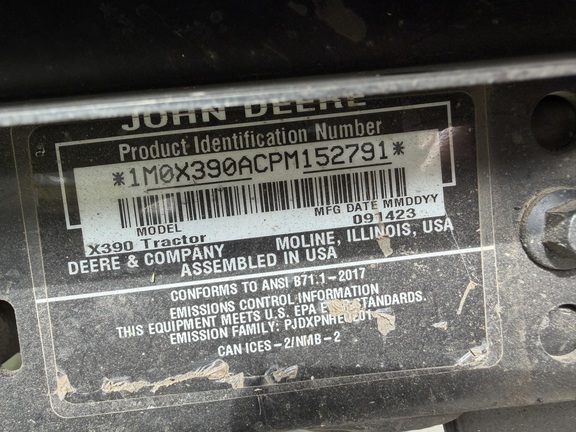 JOHN DEERE
Product Identification Number
*1M0X390ACPM152791*
MODEL
X390 Tractor
MFG DATE MMDDYY
091423
DEERE & COMPANY
MOLINE, ILLINOIS, USA
ASSEMBLED IN USA
CONFORMS TO ANSI B71.1-2017
EMISSIONS CONTROL INFORMATION
THIS EQUIPMENT MEETS U.S. EPA STANDARDS.
EMISSION FAMILY:
CAN ICES-2/NMB-2